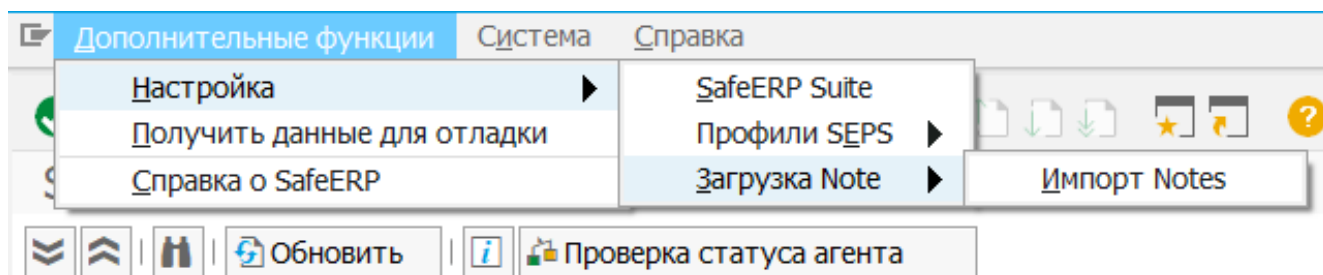 Дополнительные функции Система Справка
Настройка SafeERP Suite
Получить данные для отладки Профили SEPS
Справка о SafeERP Загрузка Note Импорт Notes
Обновить Проверка статуса агента